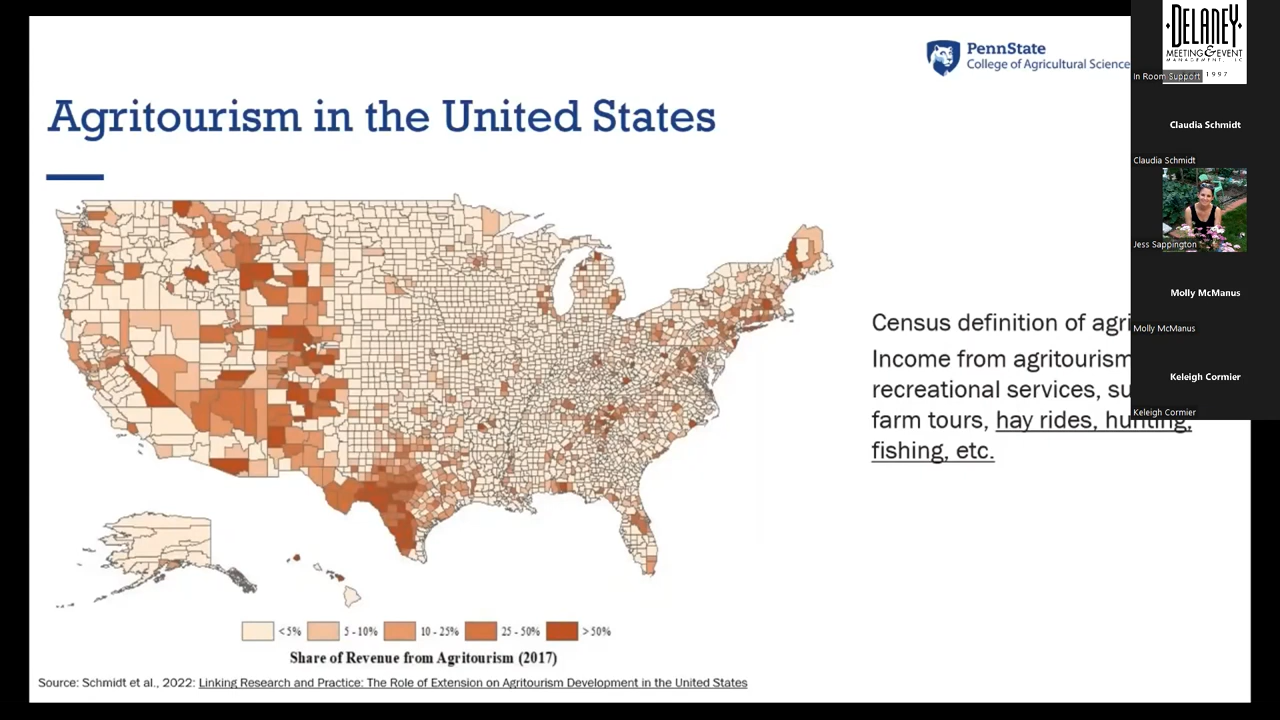 PennState
College of Agricultural Science
Agritourism in the United States
Census definition of agri
Income from agritourism
recreational services, su
farm tours, hay rides, hunting,
fishing, etc.
<5%
5 - 10%
10 - 25%
25 - 50%
>50%
Share of Revenue from Agritourism (2017)
Source: Schmidt et al., 2022: Linking Research and Practice: The Role of Extension on Agritourism Development in the United States
DELANEY
MEETING & EVENT
MANAGEMENT, LLC
1997
In Room Support
Claudia Schmidt
Claudia Schmidt
Jess Sappington
Molly McManus
Molly McManus
Keleigh Cormier
Keleigh Cormier